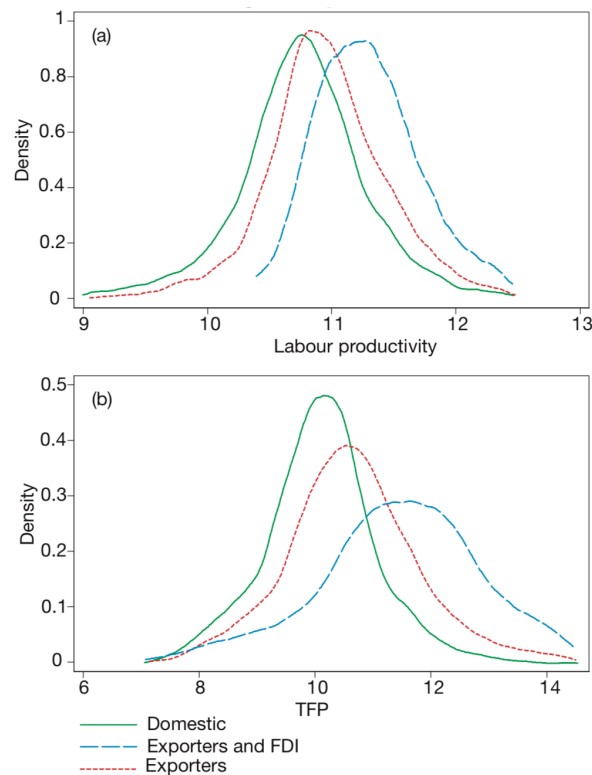 (a)
1
0.8
0.6
0.4
0.2
0
Density
9 10 11 12 13
Labour productivity
(b)
0.5
0.4
0.3
0.2
0.1
0
Density
6 8 10 12 14
TFP
Domestic
Exporters and FDI
Exporters